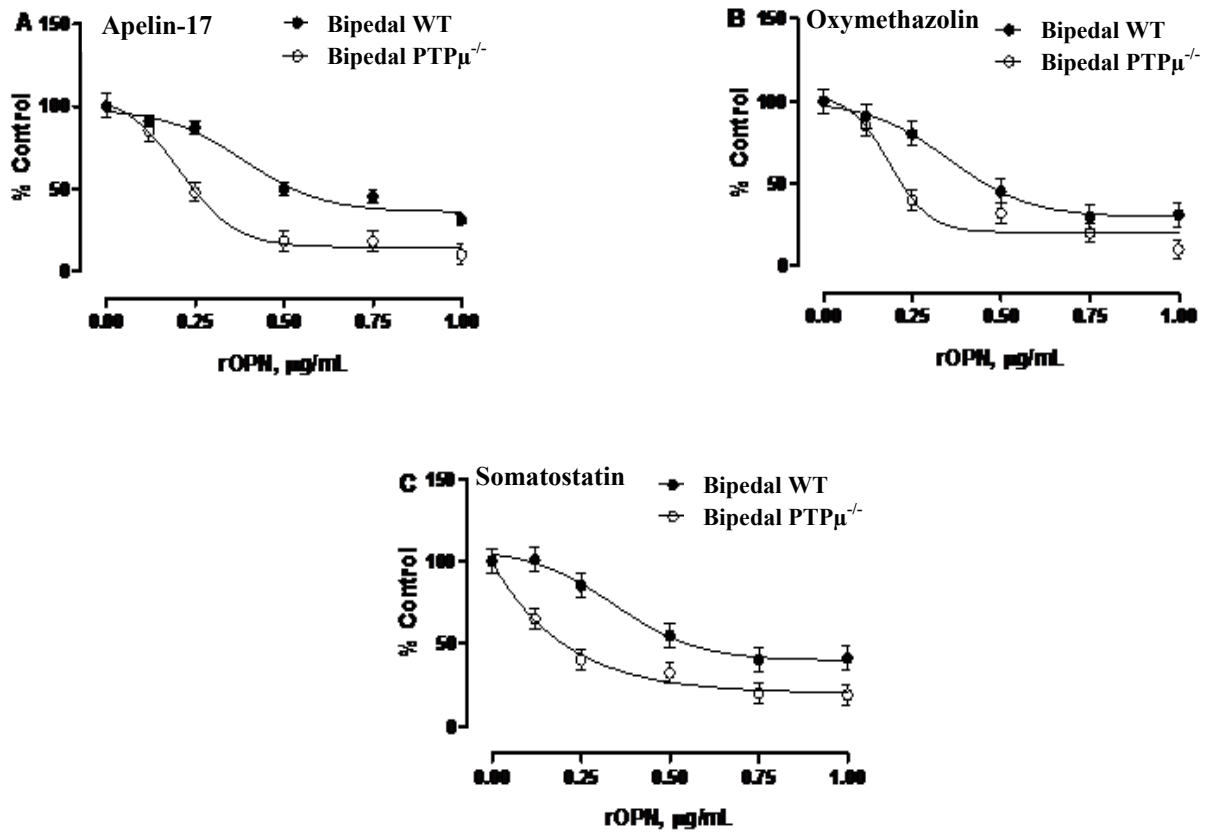 A
Apelin-17
Bipedal WT
Bipedal PTPμ-/-
150
100
50
0
% Control
0.00 0.25 0.50 0.75 1.00
rOPN, μg/mL
B
Oxymethazolin
Bipedal WT
Bipedal PTPμ-/-
150
100
50
0
% Control
0.00 0.25 0.50 0.75 1.00
rOPN, μg/mL
C
Somatostatin
Bipedal WT
Bipedal PTPμ-/-
150
100
50
0
% Control
0.00 0.25 0.50 0.75 1.00
rOPN, μg/mL